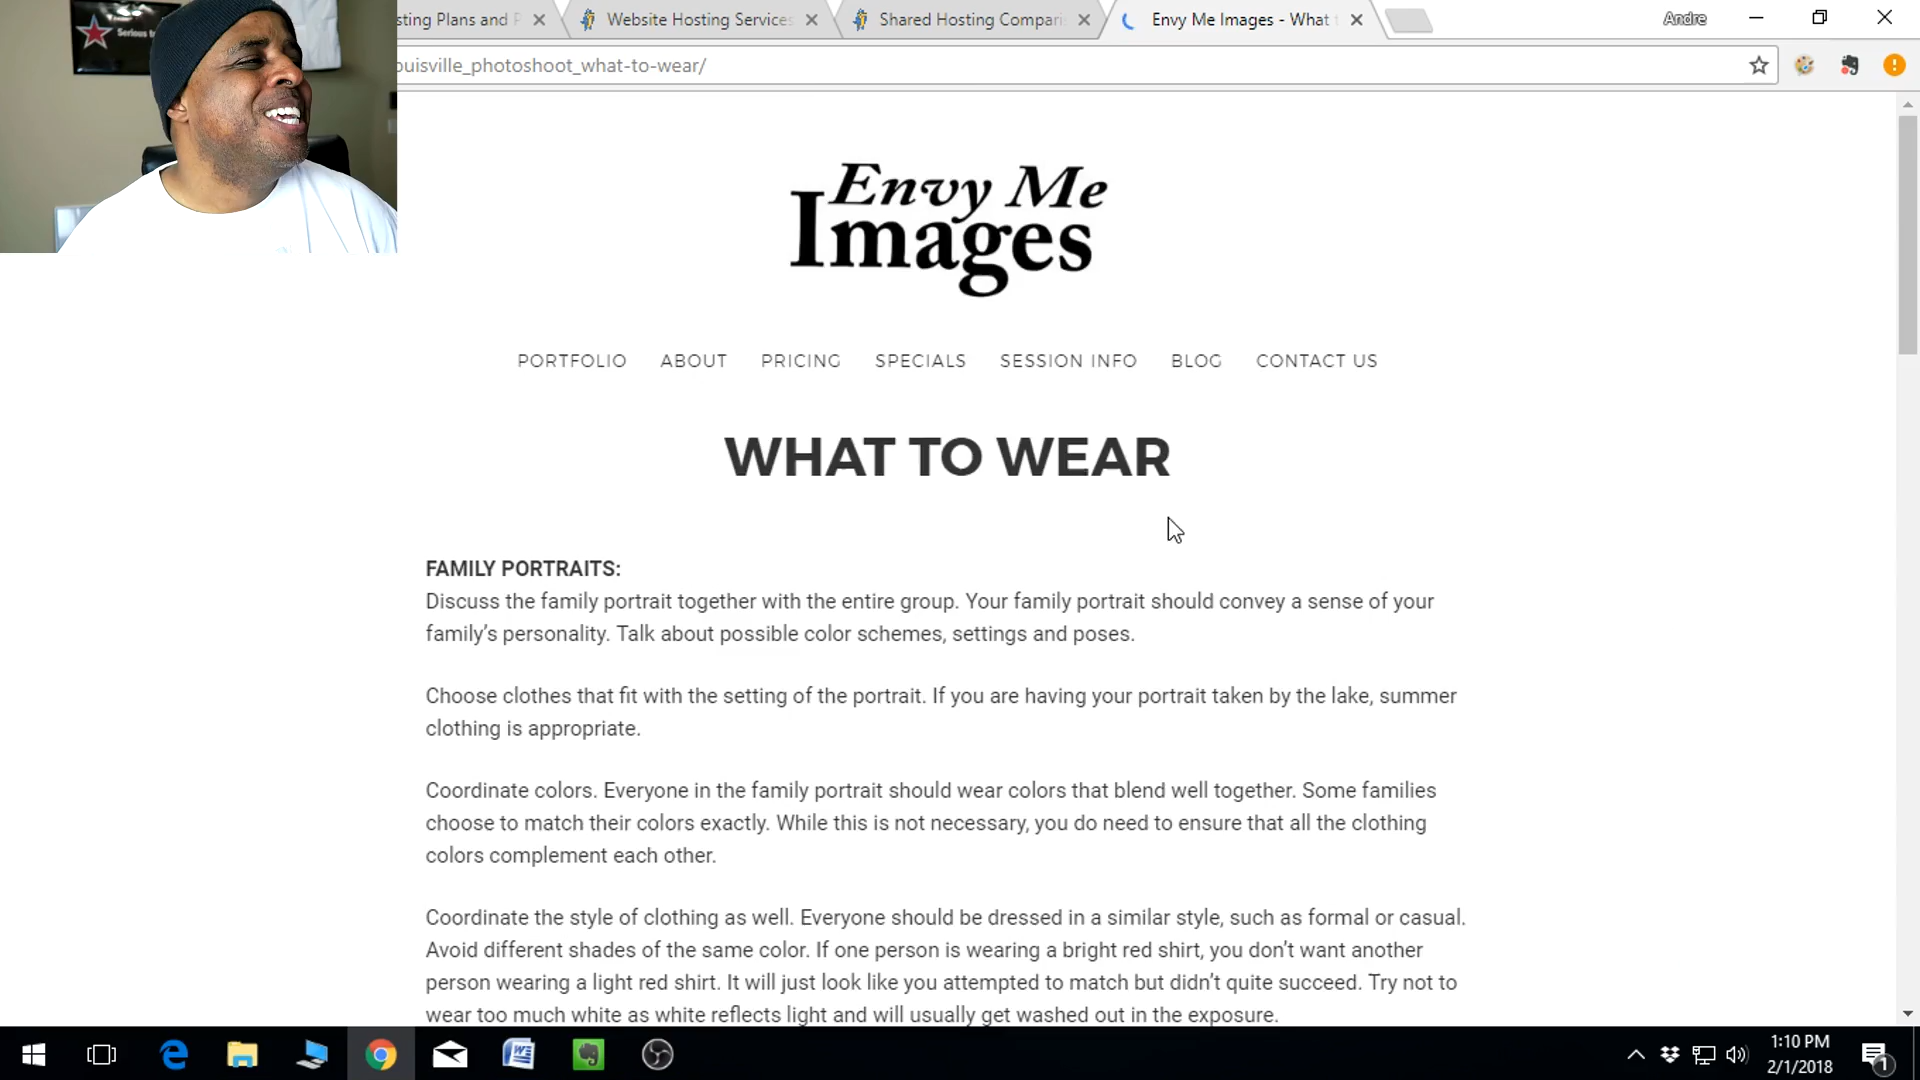 Serious
sting Plans and P
Website Hosting Services
Shared Hosting Compari
Envy Me Images - What
Andre
ouisville_photoshoot_what-to-wear/
Envy Me
Images
PORTFOLIO ABOUT PRICING SPECIALS SESSION INFO BLOG CONTACT US
WHAT TO WEAR
FAMILY PORTRAITS:
Discuss the family portrait together with the entire group. Your family portrait should convey a sense of your
family’s personality. Talk about possible color schemes, settings and poses.
Choose clothes that fit with the setting of the portrait. If you are having your portrait taken by the lake, summer
clothing is appropriate.
Coordinate colors. Everyone in the family portrait should wear colors that blend well together. Some families
choose to match their colors exactly. While this is not necessary, you do need to ensure that all the clothing
colors complement each other.
Coordinate the style of clothing as well. Everyone should be dressed in a similar style, such as formal or casual.
Avoid different shades of the same color. If one person is wearing a bright red shirt, you don’t want another
person wearing a light red shirt. It will just look like you attempted to match but didn’t quite succeed. Try not to
wear too much white as white reflects light and will usually get washed out in the exposure.
1:10 PM
2/1/2018
1